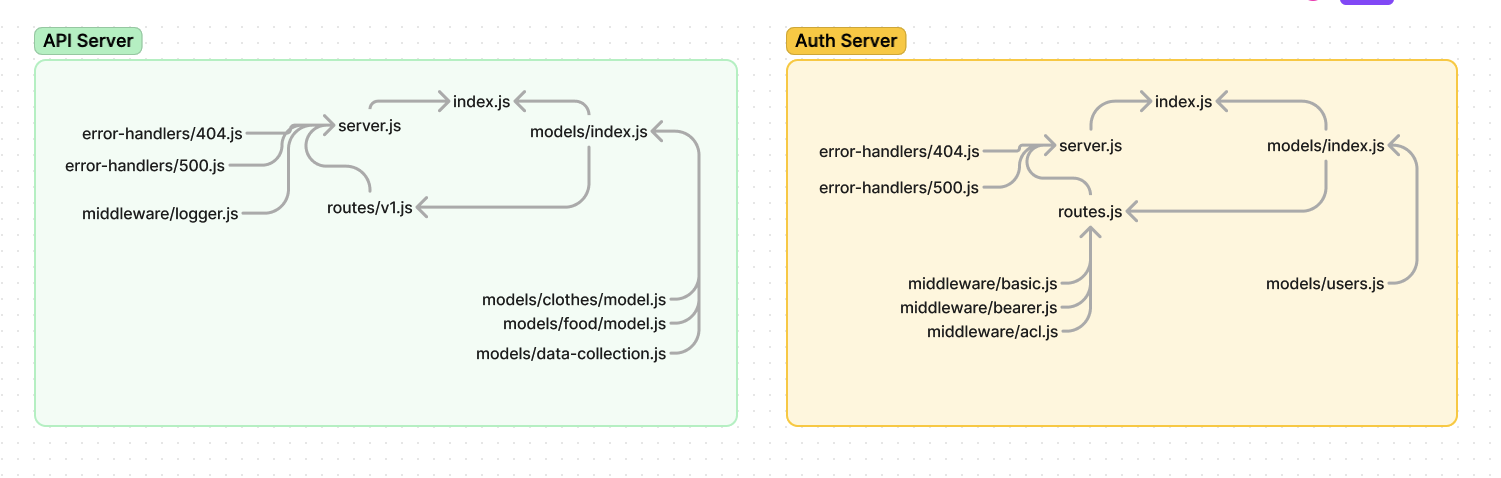 API Server
index.js
server.js
models/index.js
error-handlers/404.js
error-handlers/500.js
middleware/logger.js
routes/v1.js
models/clothes/model.js
models/food/model.js
models/data-collection.js
Auth Server
index.js
server.js
models/index.js
error-handlers/404.js
error-handlers/500.js
routes.js
middleware/basic.js
models/users.js
middleware/bearer.js
middleware/acl.js